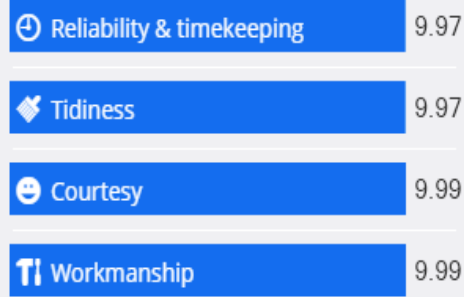 Reliability & timekeeping 9.97
Tidiness 9.97
Courtesy 9.99
Workmanship 9.99